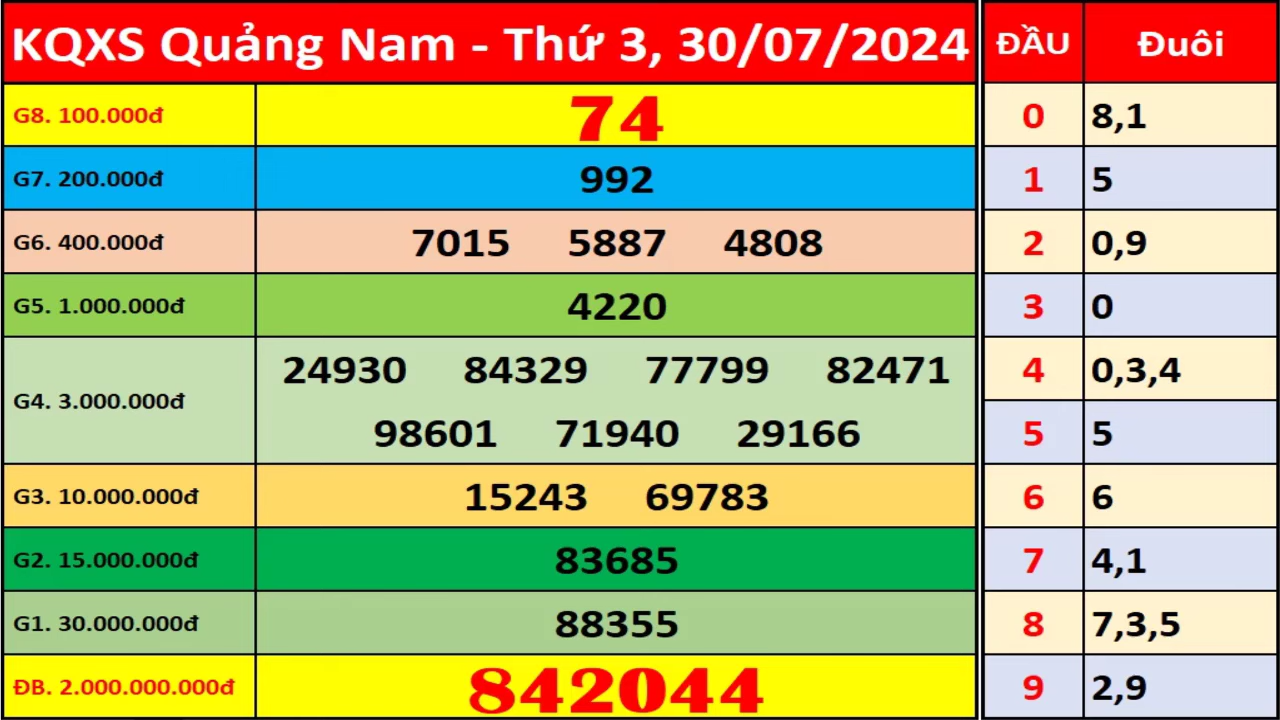 KQXS Quảng Nam - Thứ 3, 30/07/2024 ĐẦU Đuôi
G8. 100.000đ 74 0 8,1
G7. 200.000đ 992 1 5
G6. 400.000đ 7015 5887 4808 2 0,9
G5. 1.000.000đ 4220 3 0
24930 84329 77799 82471 4 0,3,4
G4. 3.000.000đ
98601 71940 29166 5 5
G3. 10.000.000đ 15243 69783 6 6
G2. 15.000.000đ 83685 7 4,1
G1. 30.000.000đ 88355 8 7,3,5
ĐB. 2.000.000.000đ 842044 9 2,9